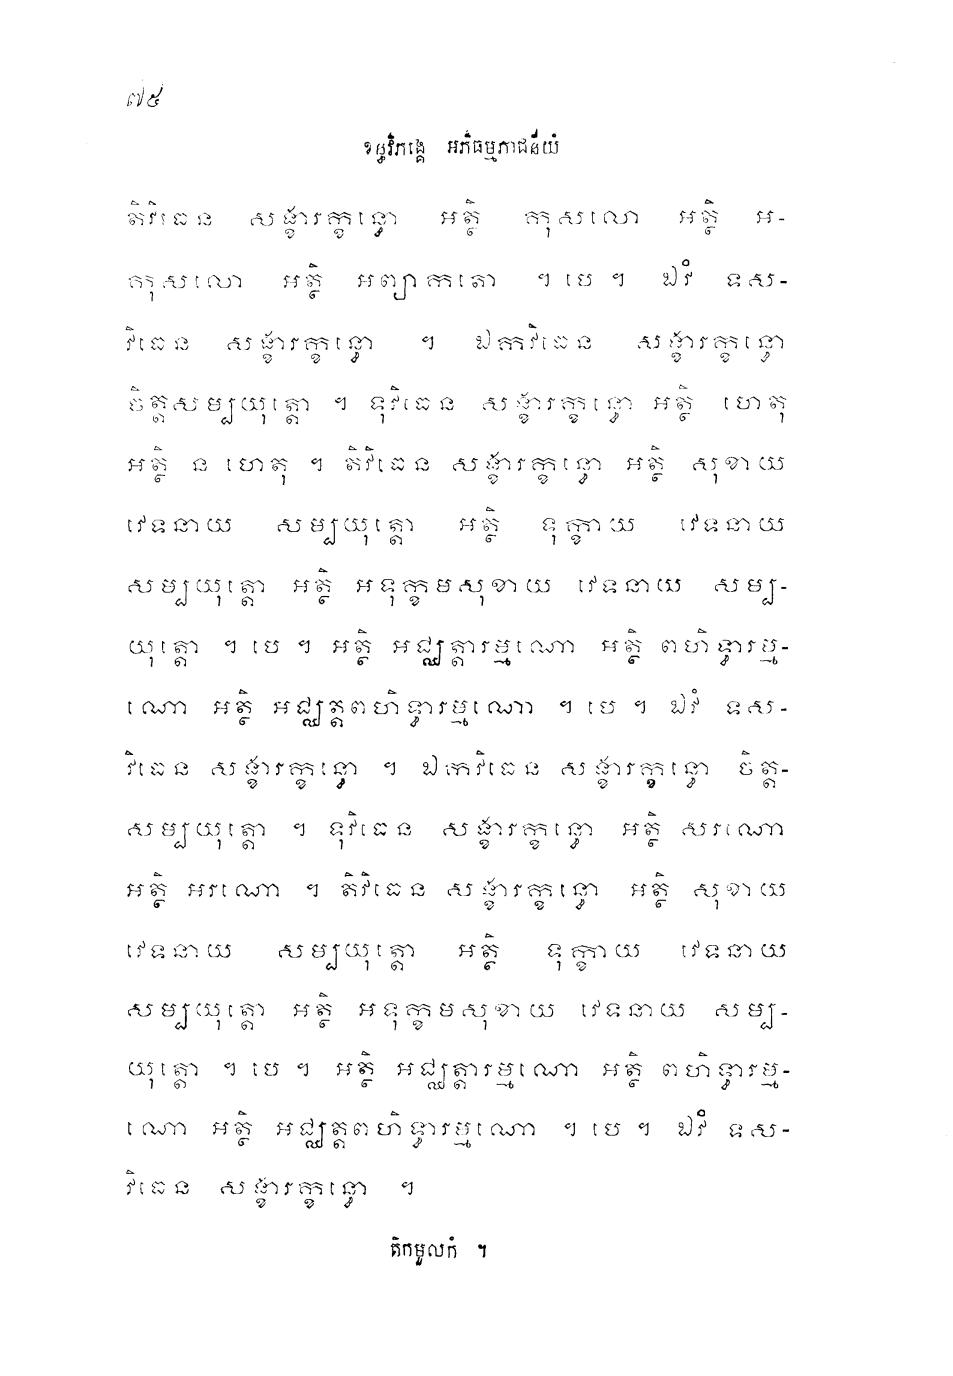 ៧៥
ខន្ធវិភង្គេ អភិធម្មភាជនីយំ
តិវិធេន សង្ខារក្ខន្ធោ អត្ថិ កុសលោ អត្ថិ អ-
កុសលោ អត្ថិ អព្យាកតោ ។ បេ ។ ឯវំ ទស-
វិធេន សង្ខារក្ខន្ធោ ។ ឯកវិធេន សង្ខារក្ខន្ធោ
ចិត្តសម្បយុត្តោ ។ ទុវិធេន សង្ខារក្ខន្ធោ អត្ថិ ហេតុ
អត្ថិ ន ហេតុ ។ តិវិធេន សង្ខារក្ខន្ធោ អត្ថិ សុខាយ
វេទនាយ សម្បយុត្តោ អត្ថិ ទុក្ខាយ វេទនាយ
សម្បយុត្តោ អត្ថិ អទុក្ខមសុខាយ វេទនាយ សម្ប-
យុត្តោ ។ បេ ។ អត្ថិ អជ្ឈត្តារម្មណោ អត្ថិ ពហិទ្ធារម្ម-
ណោ អត្ថិ អជ្ឈត្តពហិទ្ធារម្មណោ ។ បេ ។ ឯវំ ទស-
វិធេន សង្ខារក្ខន្ធោ ។ ឯកវិធេន សង្ខារក្ខន្ធោ ចិត្ត-
សម្បយុត្តោ ។ ទុវិធេន សង្ខារក្ខន្ធោ អត្ថិ សរណោ
អត្ថិ អរណោ ។ តិវិធេន សង្ខារក្ខន្ធោ អត្ថិ សុខាយ
វេទនាយ សម្បយុត្តោ អត្ថិ ទុក្ខាយ វេទនាយ
សម្បយុត្តោ អត្ថិ អទុក្ខមសុខាយ វេទនាយ សម្ប-
យុត្តោ ។ បេ ។ អត្ថិ អជ្ឈត្តារម្មណោ អត្ថិ ពហិទ្ធារម្ម-
ណោ អត្ថិ អជ្ឈត្តពហិទ្ធារម្មណោ ។ បេ ។ ឯវំ ទស-
វិធេន សង្ខារក្ខន្ធោ ។
តិកមូលកំ ។